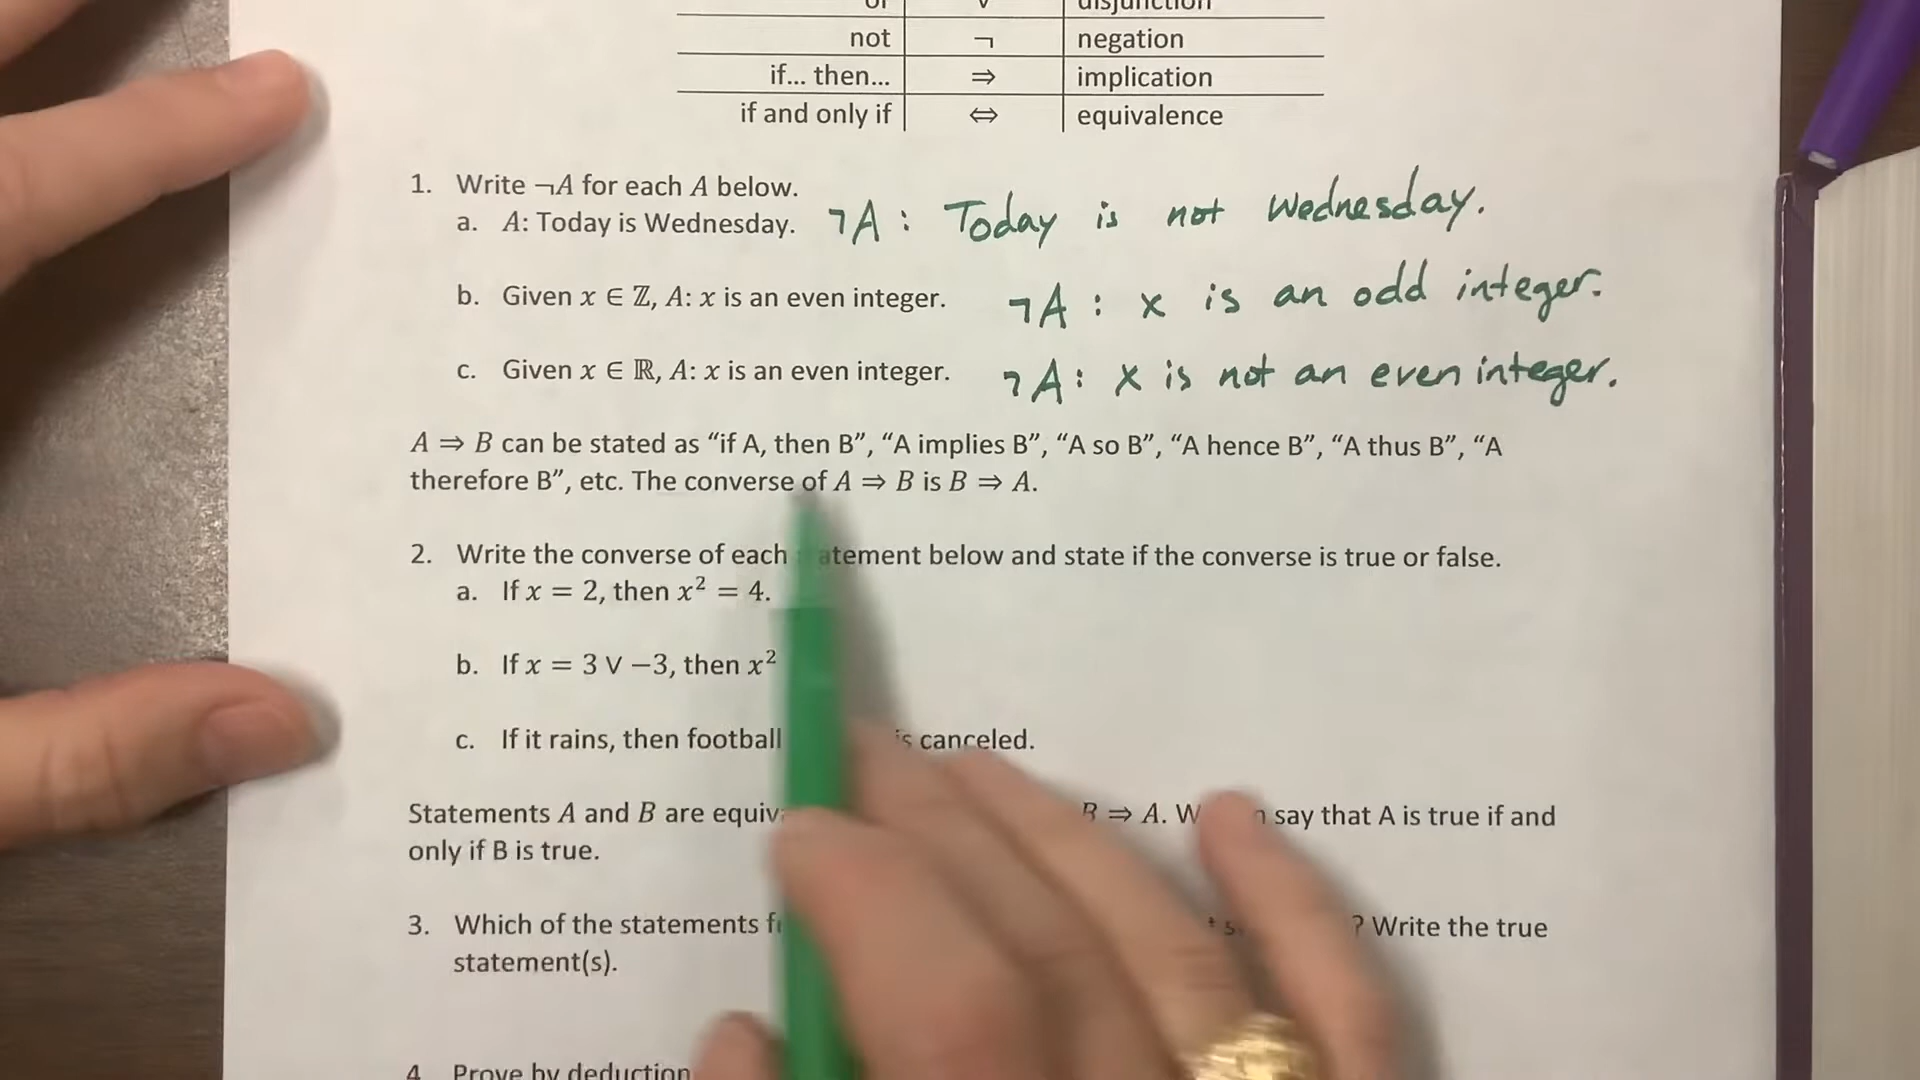 ∨ disjunction
not ¬ negation
if... then... ⇒ implication
if and only if ⇔ equivalence
1. Write ¬A for each A below.
a. A: Today is Wednesday. ¬A : Today is not Wednesday.
b. Given x ∈ ℤ, A: x is an even integer. ¬A : x is an odd integer.
c. Given x ∈ ℝ, A: x is an even integer. ¬A : x is not an even integer.
A ⇒ B can be stated as “if A, then B”, “A implies B”, “A so B”, “A hence B”, “A thus B”, “A
therefore B”, etc. The converse of A ⇒ B is B ⇒ A.
2. Write the converse of each statement below and state if the converse is true or false.
a. If x = 2, then x² = 4.
b. If x = 3 ∨ −3, then x²
c. If it rains, then football is canceled.
Statements A and B are B ⇒ A. say that A is true if and
only if B is true.
3. Which of the statements ? Write the true
statement(s).
4 Prove by deduction